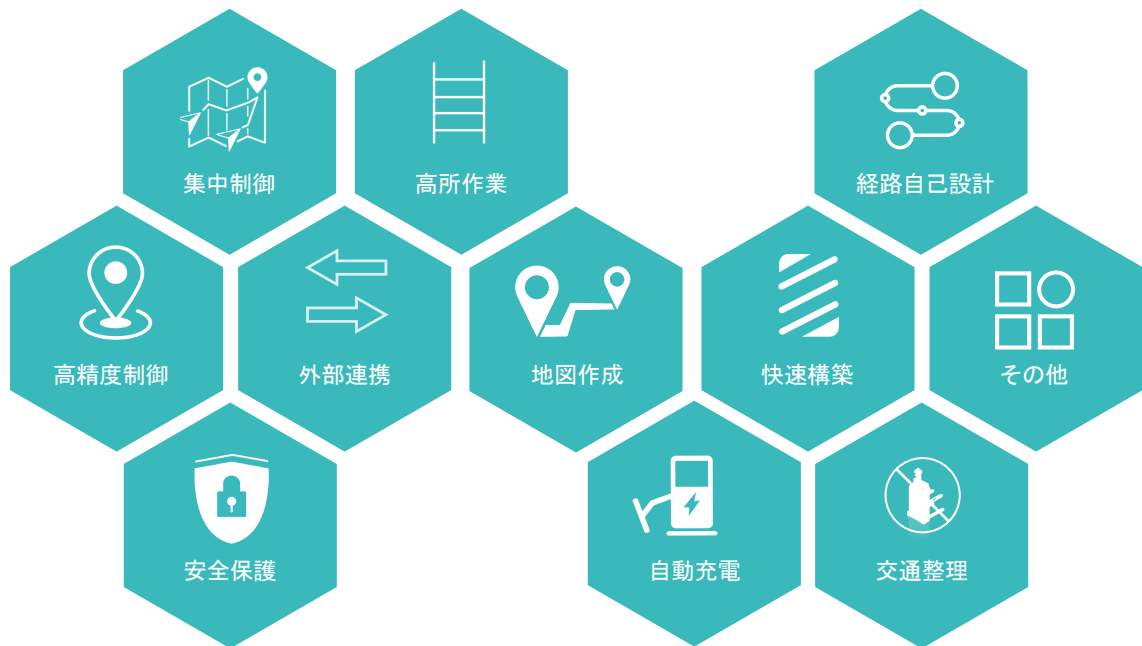 集中制御
高所作業
経路自己設計
高精度制御
外部連携
地図作成
快速構築
その他
安全保護
自動充電
交通整理